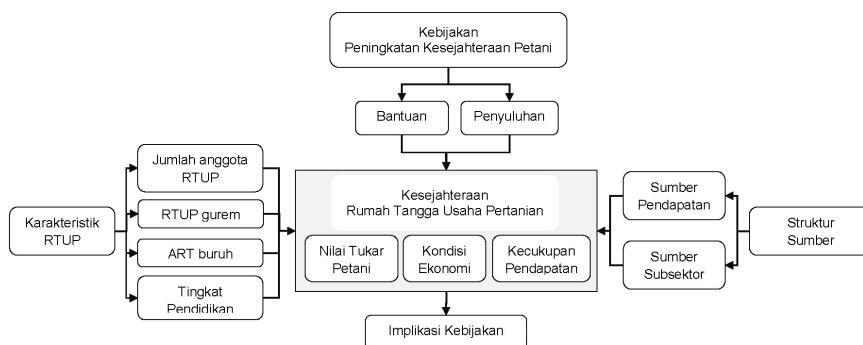 Kebijakan
Peningkatan Kesejahteraan Petani
Bantuan
Penyuluhan
Jumlah anggota
RTUP
RTUP gurem
ART buruh
Tingkat
Pendidikan
Karakteristik
RTUP
Kesejahteraan
Rumah Tangga Usaha Pertanian
Nilai Tukar
Petani
Kondisi
Ekonomi
Kecukupan
Pendapatan
Sumber
Pendapatan
Sumber
Subsektor
Struktur
Sumber
Implikasi Kebijakan